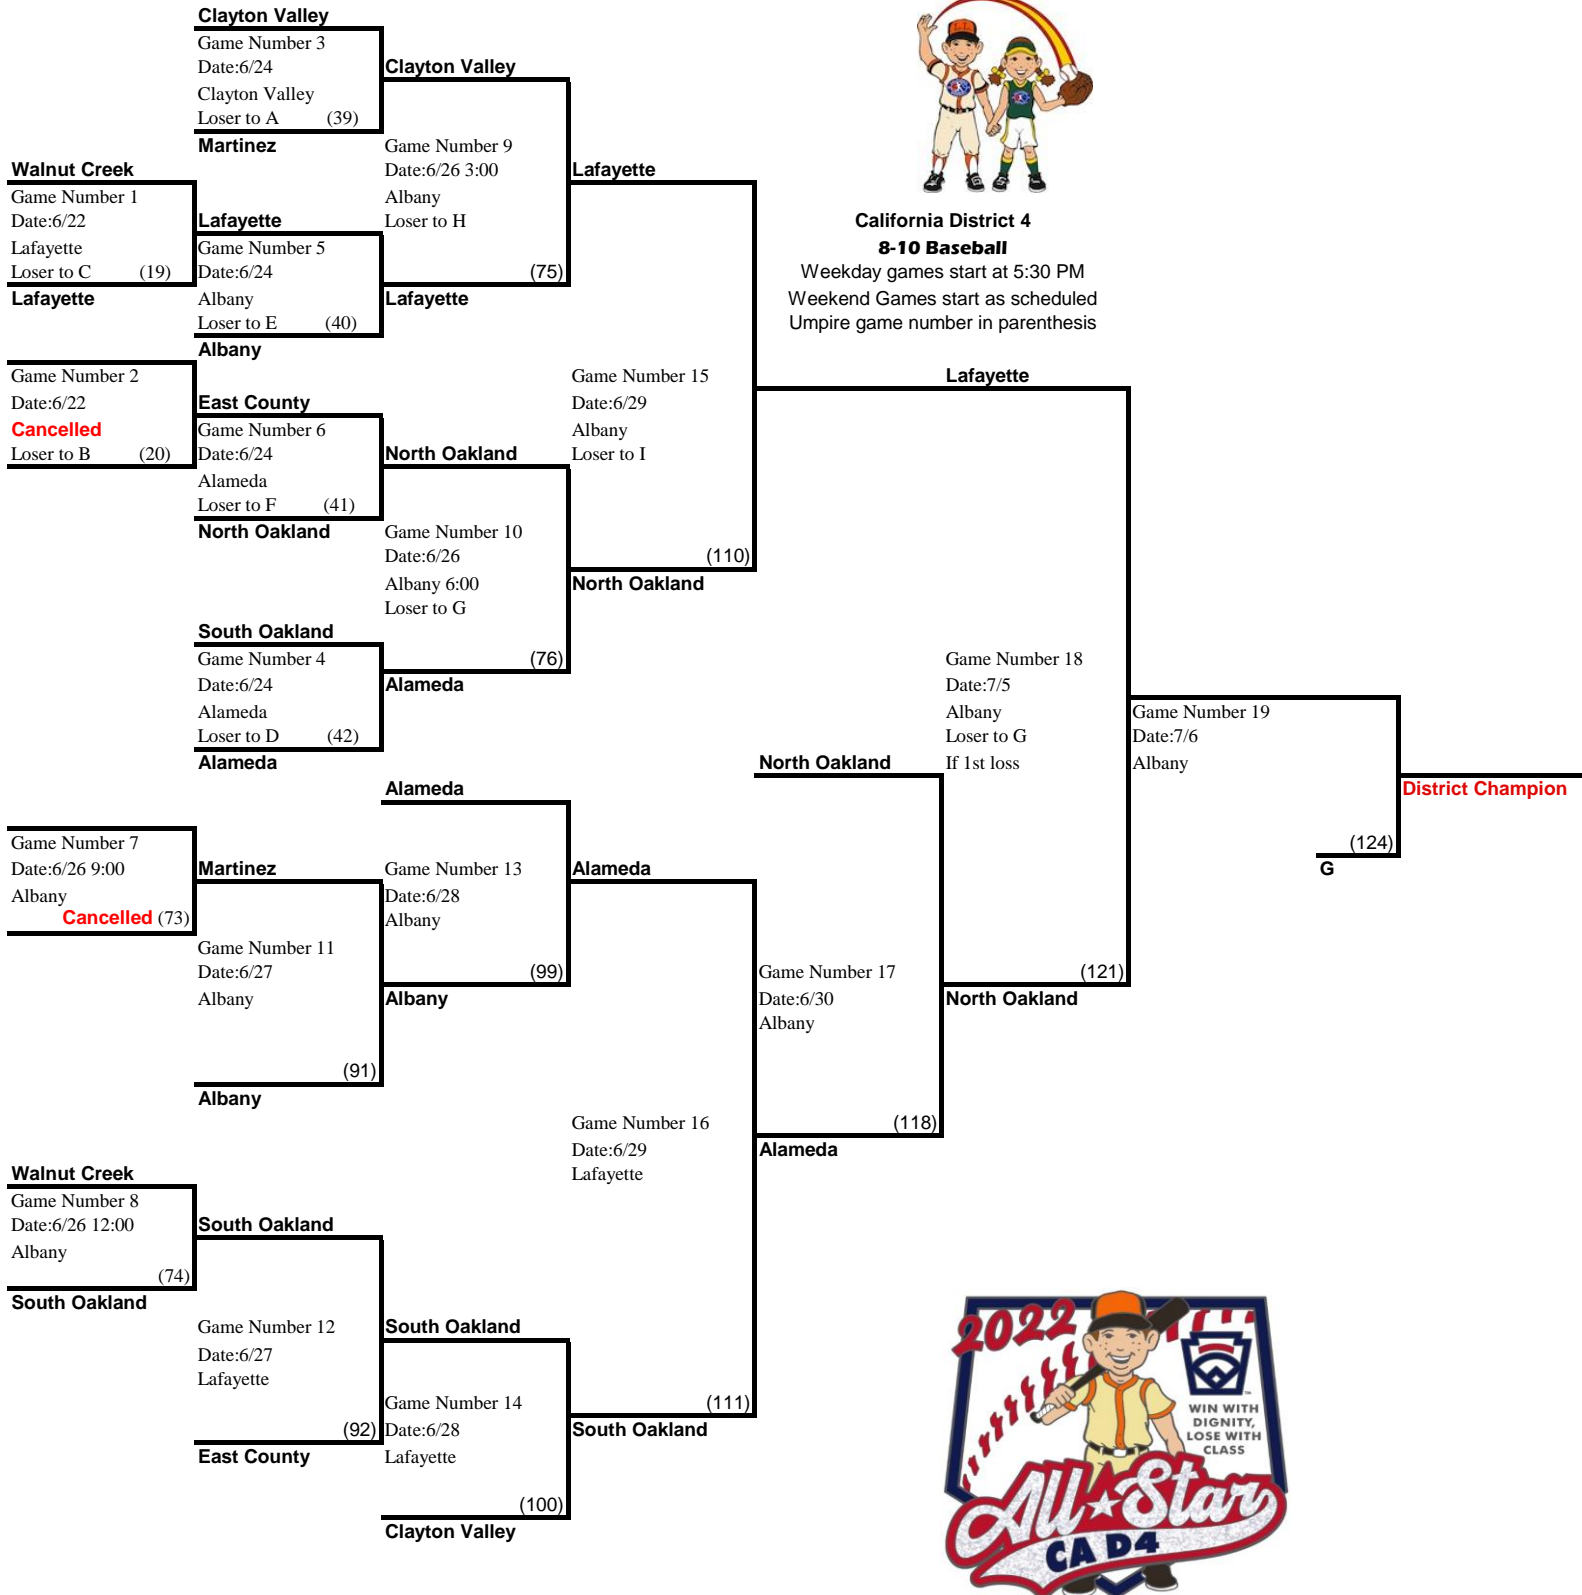 Clayton Valley
Game Number 3
Date:6/24
Clayton Valley
Loser to A (39)
Martinez
Clayton Valley
Game Number 9
Date:6/26 3:00
Albany
Loser to H
(75)
Lafayette
Walnut Creek
Game Number 1
Date:6/22
Lafayette
Loser to C (19)
Lafayette
Lafayette
Game Number 5
Date:6/24
Albany
Loser to E (40)
Albany
Lafayette
California District 4
8-10 Baseball
Weekday games start at 5:30 PM
Weekend Games start as scheduled
Umpire game number in parenthesis
Game Number 2
Date:6/22
Cancelled
Loser to B (20)
East County
Game Number 6
Date:6/24
Alameda
Loser to F (41)
North Oakland
North Oakland
Game Number 10
Date:6/26
Albany 6:00
Loser to G
(76)
Alameda
Game Number 15
Date:6/29
Albany
Loser to I
(110)
North Oakland
South Oakland
Game Number 4
Date:6/24
Alameda
Loser to D (42)
Alameda
Lafayette
Game Number 18
Date:7/5
Albany
Loser to G
If 1st loss
(121)
North Oakland
Game Number 19
Date:7/6
Albany
(124)
G
District Champion
Game Number 7
Date:6/26 9:00
Albany
Cancelled (73)
Martinez
Game Number 11
Date:6/27
Albany
(91)
Albany
Alameda
Game Number 13
Date:6/28
Albany
(99)
Albany
Alameda
Game Number 16
Date:6/29
Lafayette
(111)
South Oakland
North Oakland
Game Number 17
Date:6/30
Albany
(118)
Alameda
Walnut Creek
Game Number 8
Date:6/26 12:00
Albany
(74)
South Oakland
South Oakland
Game Number 12
Date:6/27
Lafayette
(92)
East County
South Oakland
Game Number 14
Date:6/28
Lafayette
(100)
Clayton Valley
2022
WIN WITH
DIGNITY,
LOSE WITH
CLASS
All★Star
CA D4